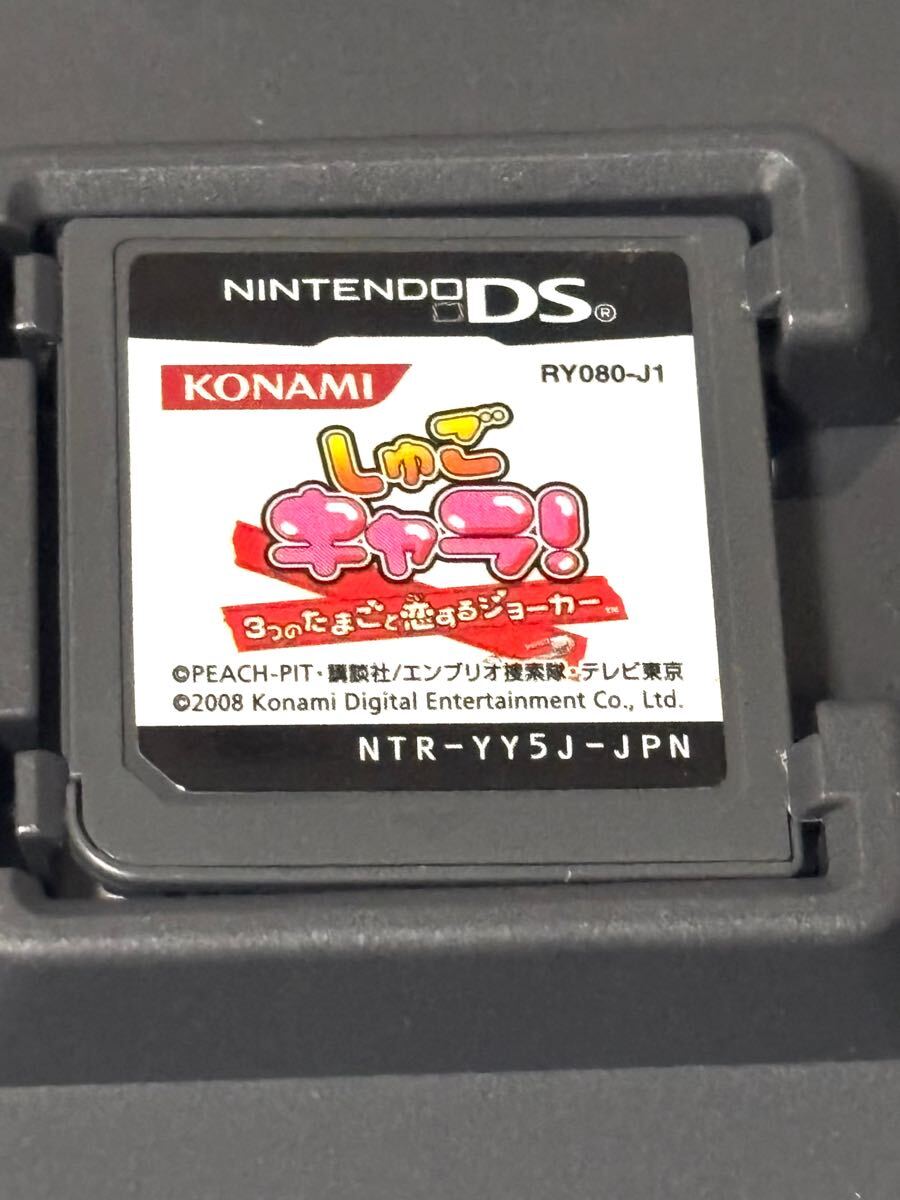 NINTENDO DS®
KONAMI
RY080-J1
しゅご
キャラ!
3つのたまごと恋するジョーカー™
©PEACH-PIT・講談社/エンブリオ捜索隊・テレビ東京
©2008 Konami Digital Entertainment Co., Ltd.
NTR-YY5J-JPN